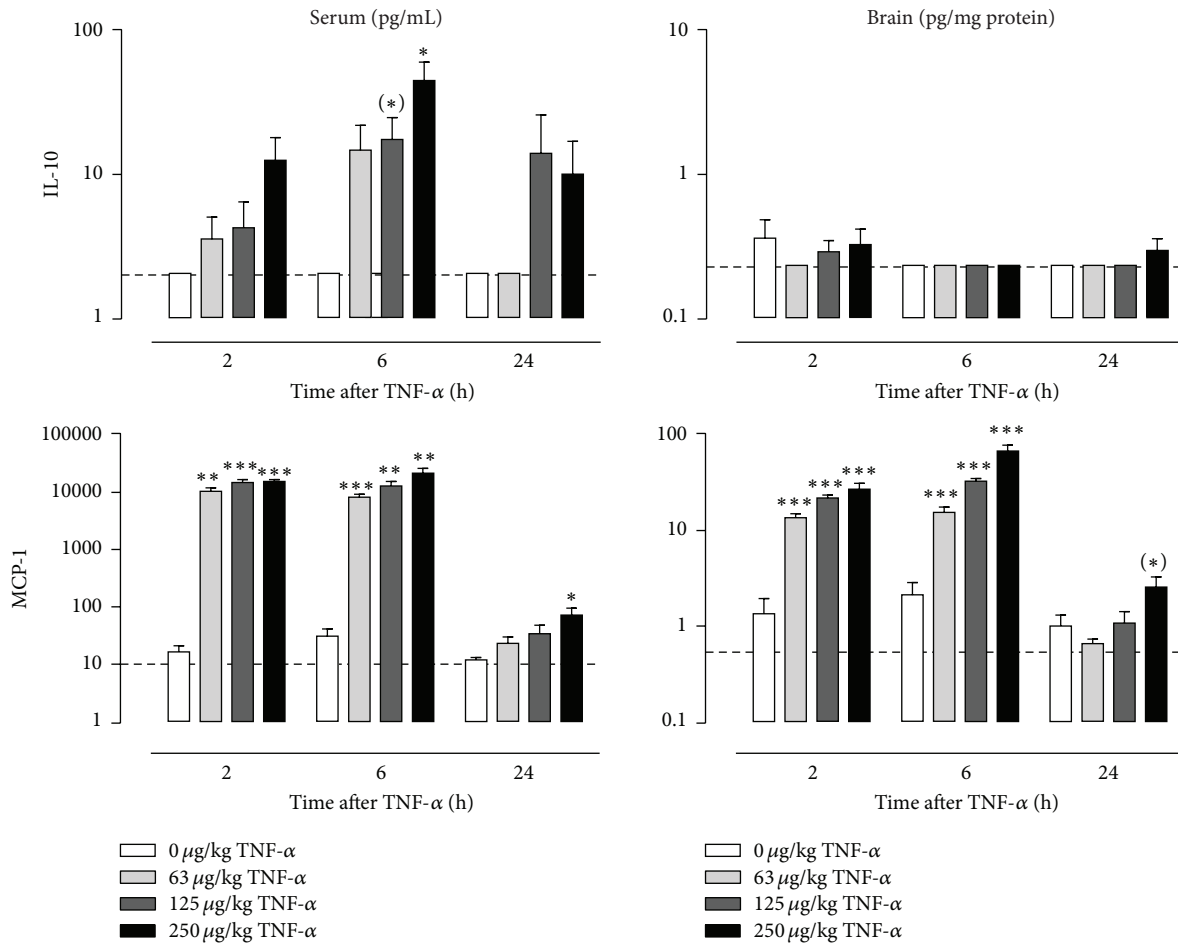 Serum (pg/mL)
IL-10
100
10
1
*
(*)
2 6 24
Time after TNF-α (h)
Brain (pg/mg protein)
10
1
0.1
2 6 24
Time after TNF-α (h)
MCP-1
100000
10000
1000
100
10
1
** *** *** *** ** ** *
2 6 24
Time after TNF-α (h)
100
10
1
0.1
*** *** *** *** *** *** (*)
2 6 24
Time after TNF-α (h)
0 μg/kg TNF-α
63 μg/kg TNF-α
125 μg/kg TNF-α
250 μg/kg TNF-α
0 μg/kg TNF-α
63 μg/kg TNF-α
125 μg/kg TNF-α
250 μg/kg TNF-α